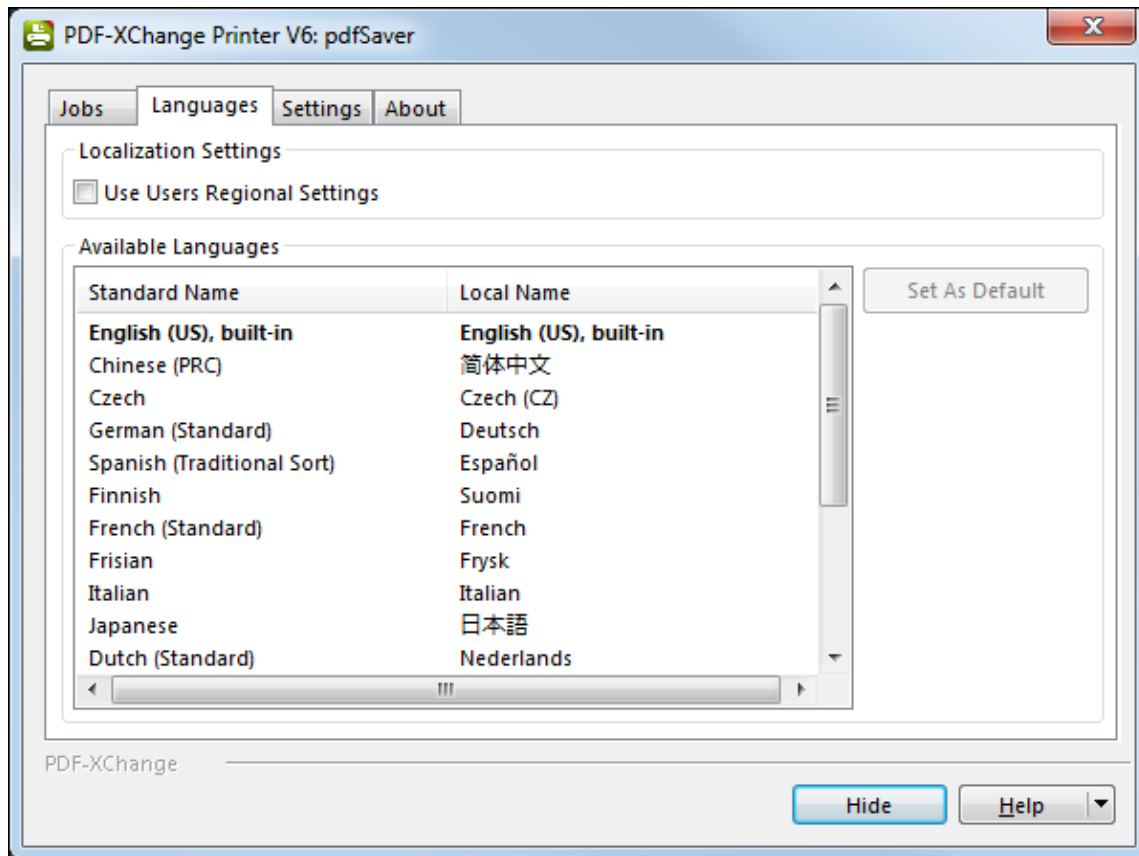 PDF-XChange Printer V6: pdfSaver
Jobs Languages Settings About
Localization Settings
Use Users Regional Settings
Available Languages
Standard Name Local Name
Set As Default
English (US), built-in English (US), built-in
Chinese (PRC) 简体中文
Czech Czech (CZ)
German (Standard) Deutsch
Spanish (Traditional Sort) Español
Finnish Suomi
French (Standard) French
Frisian Frysk
Italian Italian
Japanese 日本語
Dutch (Standard) Nederlands
PDF-XChange
Hide Help